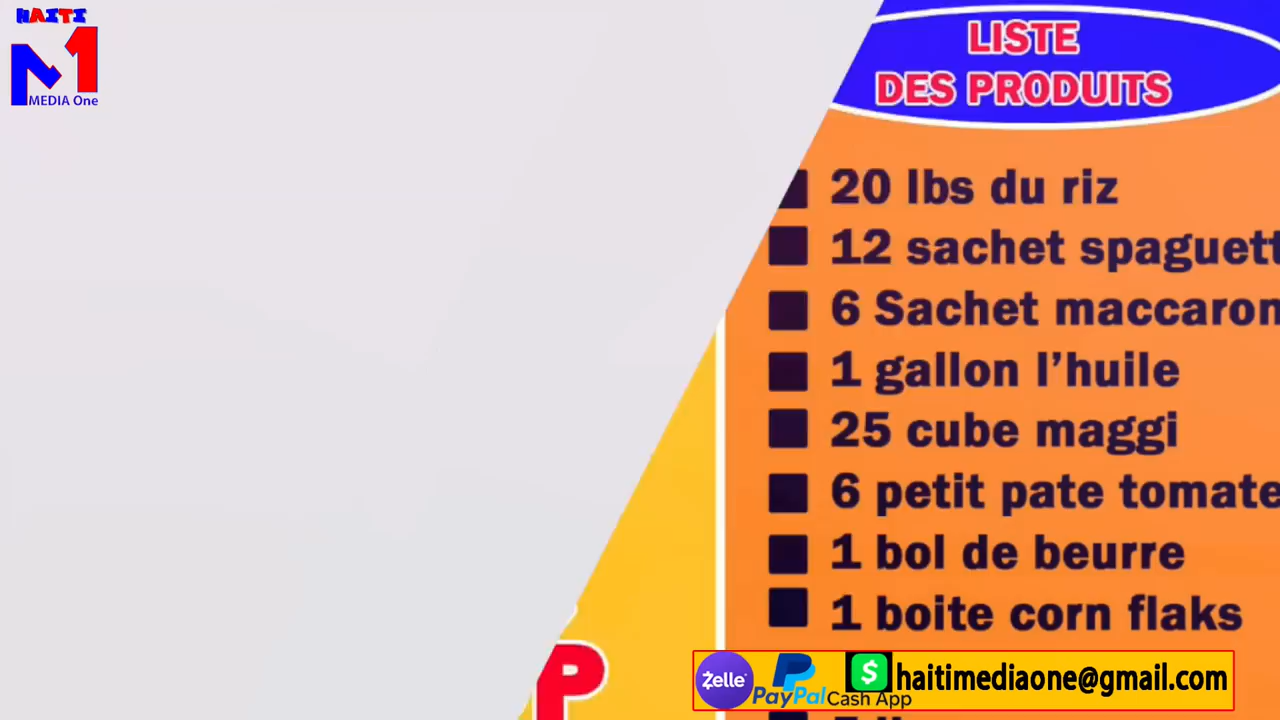 HAITI
M1
MEDIA One
LISTE
DES PRODUITS
20 lbs du riz
12 sachet spaguett
6 Sachet maccaron
1 gallon l’huile
25 cube maggi
6 petit pate tomate
1 bol de beurre
1 boite corn flaks
P
Zelle
PayPal
$
Cash App
haitimediaone@gmail.com